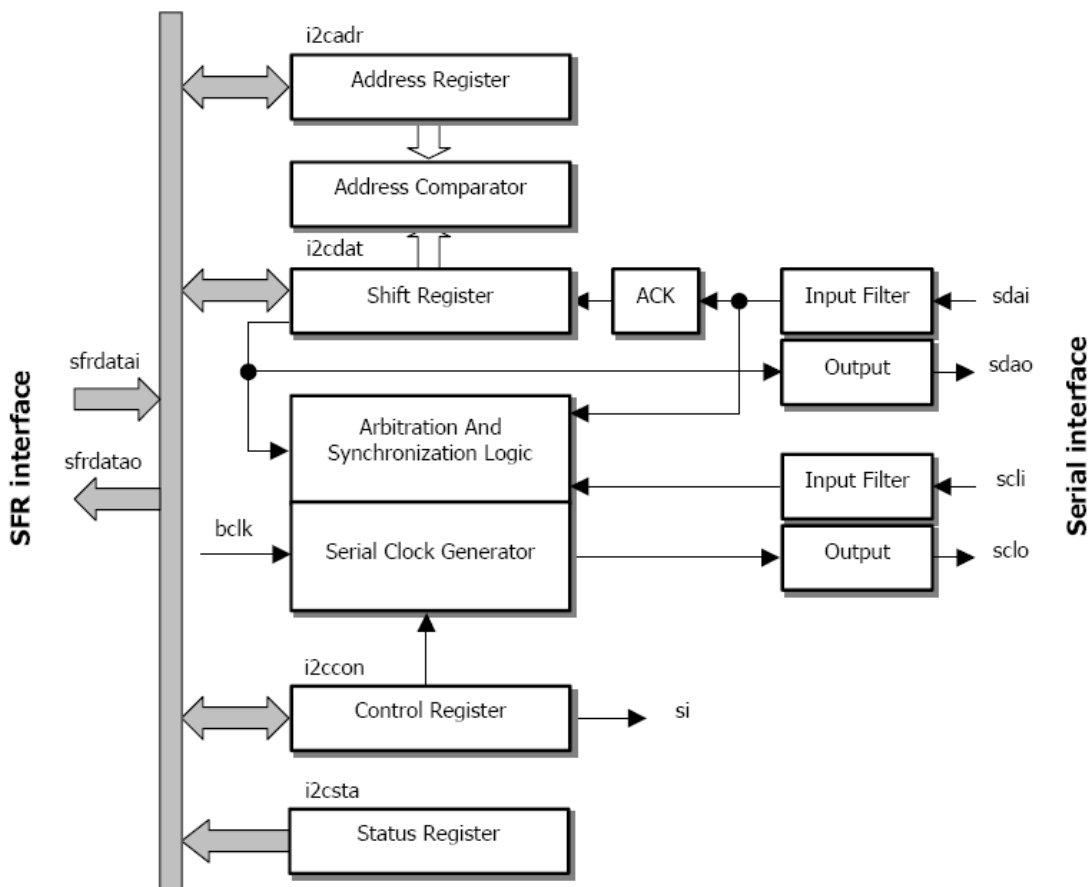 i2cadr
Address Register
Address Comparator
i2cdat
Shift Register
ACK
Input Filter
sdai
Output
sdao
sfrdatai
SFR interface
sfrdatao
Serial interface
Arbitration And
Synchronization Logic
Input Filter
scli
bclk
Serial Clock Generator
Output
sclo
i2ccon
Control Register
si
i2csta
Status Register